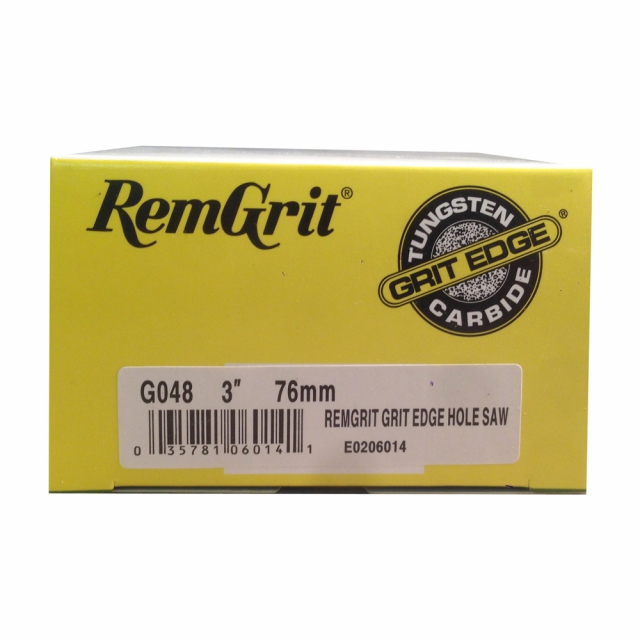 RemGrit®
TUNGSTEN
GRIT EDGE®
CARBIDE
G048 3" 76mm
REMGRIT GRIT EDGE HOLE SAW
0 35781 06014 1
E0206014